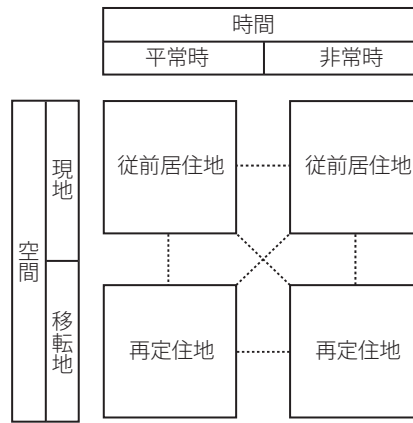 時間
平常時
非常時
空間
現地
移転地
従前居住地
従前居住地
再定住地
再定住地